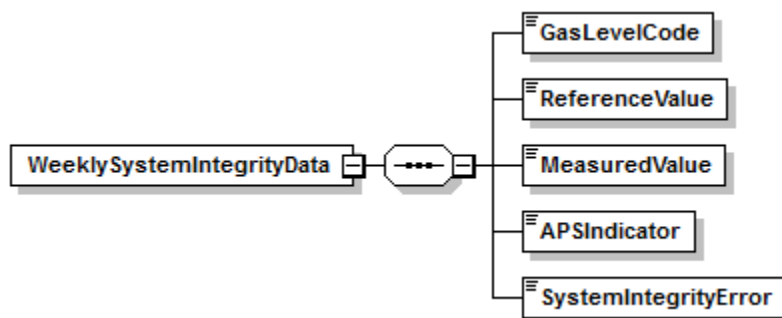 GasLevelCode
ReferenceValue
WeeklySystemIntegrityData
MeasuredValue
APSIndicator
SystemIntegrityError